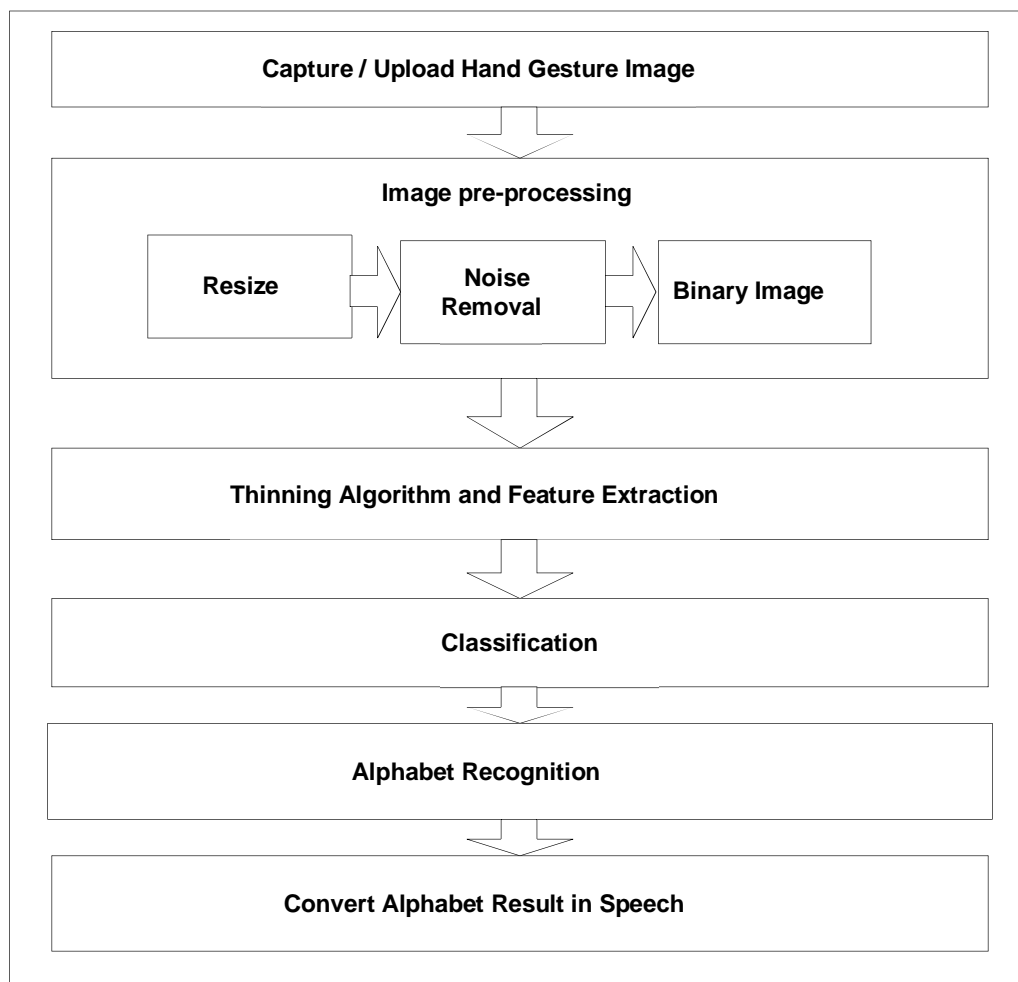 Capture / Upload Hand Gesture Image
Image pre-processing
Resize
Noise
Removal
Binary Image
Thinning Algorithm and Feature Extraction
Classification
Alphabet Recognition
Convert Alphabet Result in Speech